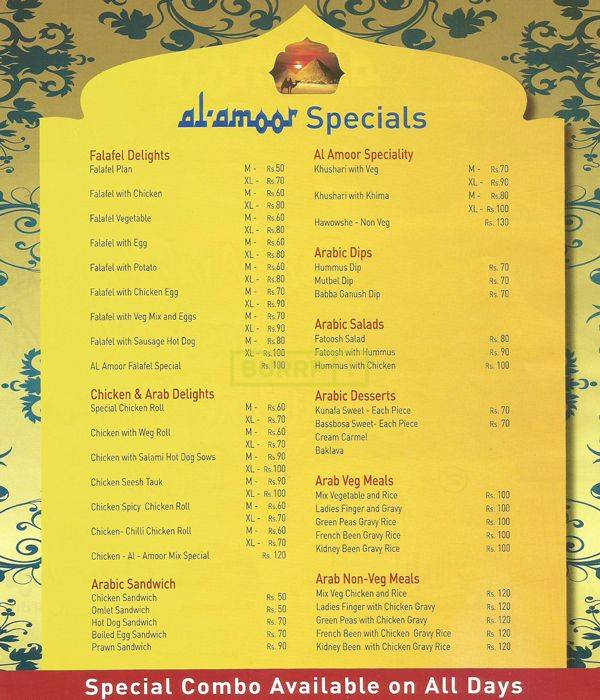 al-amoor Specials
Falafel Delights
Falafel Plan M - Rs.50
XL - Rs.70
Falafel with Chicken M - Rs.60
XL - Rs.80
Falafel Vegetable M - Rs.60
XL - Rs.80
Falafel with Egg M - Rs.60
XL - Rs.80
Falafel with Potato M - Rs.60
XL - Rs.80
Falafel with Chicken Egg M - Rs.70
XL - Rs.90
Falafel with Veg Mix and Eggs M - Rs.70
XL - Rs.90
Falafel with Sausage Hot Dog M - Rs.80
XL - Rs.100
AL Amoor Falafel Special Rs. 100
Chicken & Arab Delights
Special Chicken Roll M - Rs.60
XL - Rs.70
Chicken with Weg Roll M - Rs.60
XL - Rs.70
Chicken with Salami Hot Dog Sows M - Rs.90
XL - Rs.100
Chicken Seesh Tauk M - Rs.90
XL - Rs.100
Chicken Spicy Chicken Roll M - Rs.60
XL - Rs.70
Chicken- Chilli Chicken Roll M - Rs.60
XL - Rs.70
Chicken - Al - Amoor Mix Special Rs. 120
Arabic Sandwich
Chicken Sandwich Rs. 50
Omlet Sandwich Rs. 50
Hot Dog Sandwich Rs. 70
Boiled Egg Sandwich Rs. 70
Prawn Sandwich Rs. 90
Al Amoor Speciality
Khushari with Veg M - Rs.70
XL - Rs.90
Khushari with Khima M - Rs.80
XL - Rs.100
Hawowshe - Non Veg Rs. 130
Arabic Dips
Hummus Dip Rs. 70
Mutbel Dip Rs. 70
Babba Ganush Dip Rs. 70
Arabic Salads
Fatoosh Salad Rs. 80
Fatoosh with Hummus Rs. 90
Hummus with Chicken Rs. 100
Arabic Desserts
Kunafa Sweet - Each Piece Rs. 70
Bassbosa Sweet- Each Piece Rs. 70
Cream Carmel
Baklava
Arab Veg Meals
Mix Vegetable and Rice Rs. 100
Ladies Finger and Gravy Rs. 100
Green Peas Gravy Rice Rs. 100
French Been Gravy Rice Rs. 100
Kidney Been Gravy Rice Rs. 100
Arab Non-Veg Meals
Mix Veg Chicken and Rice Rs. 120
Ladies Finger with Chicken Gravy Rs. 120
Green Peas with Chicken Gravy Rs. 120
French Been with Chicken Gravy Rice Rs. 120
Kidney Been with Chicken Gravy Rice Rs. 120
Special Combo Available on All Days